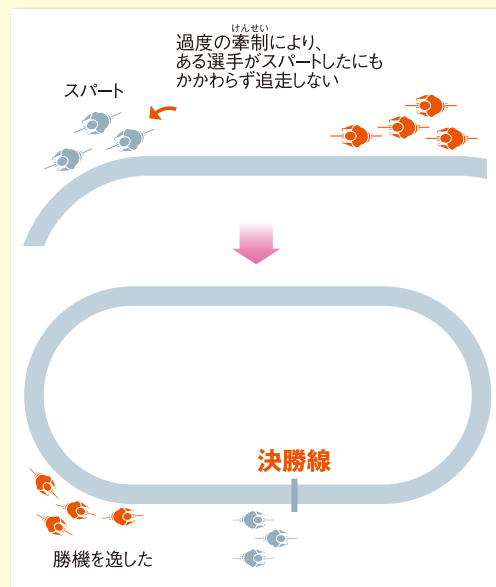 過度の牽制により、
けんせい
ある選手がスパートしたにも
かかわらず追走しない
スパート
決勝線
勝機を逸した